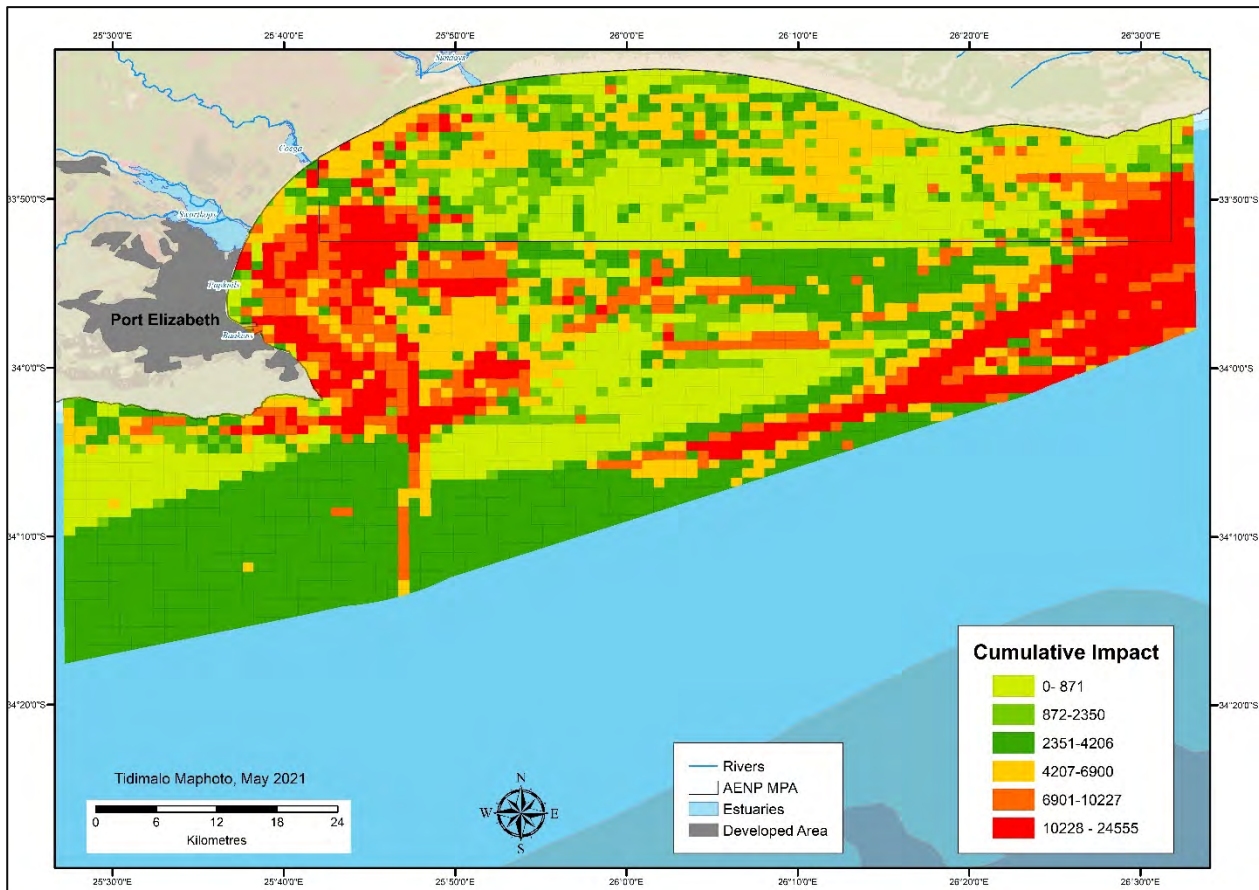 25°30'0"E 25°40'0"E 25°50'0"E 26°0'0"E 26°10'0"E 26°20'0"E 26°30'0"E
Sundays
Coega
33°50'0"S 33°50'0"S
Swartkops
Papkuils
Port Elizabeth
Baakens
34°0'0"S 34°0'0"S
34°10'0"S 34°10'0"S
Cumulative Impact
0- 871
872-2350
2351-4206
4207-6900
6901-10227
10228 - 24555
34°20'0"S 34°20'0"S
Tidimalo Maphoto, May 2021
0 6 12 18 24
Kilometres
N
W E
S
Rivers
AENP MPA
Estuaries
Developed Area
25°30'0"E 25°40'0"E 25°50'0"E 26°0'0"E 26°10'0"E 26°20'0"E 26°30'0"E